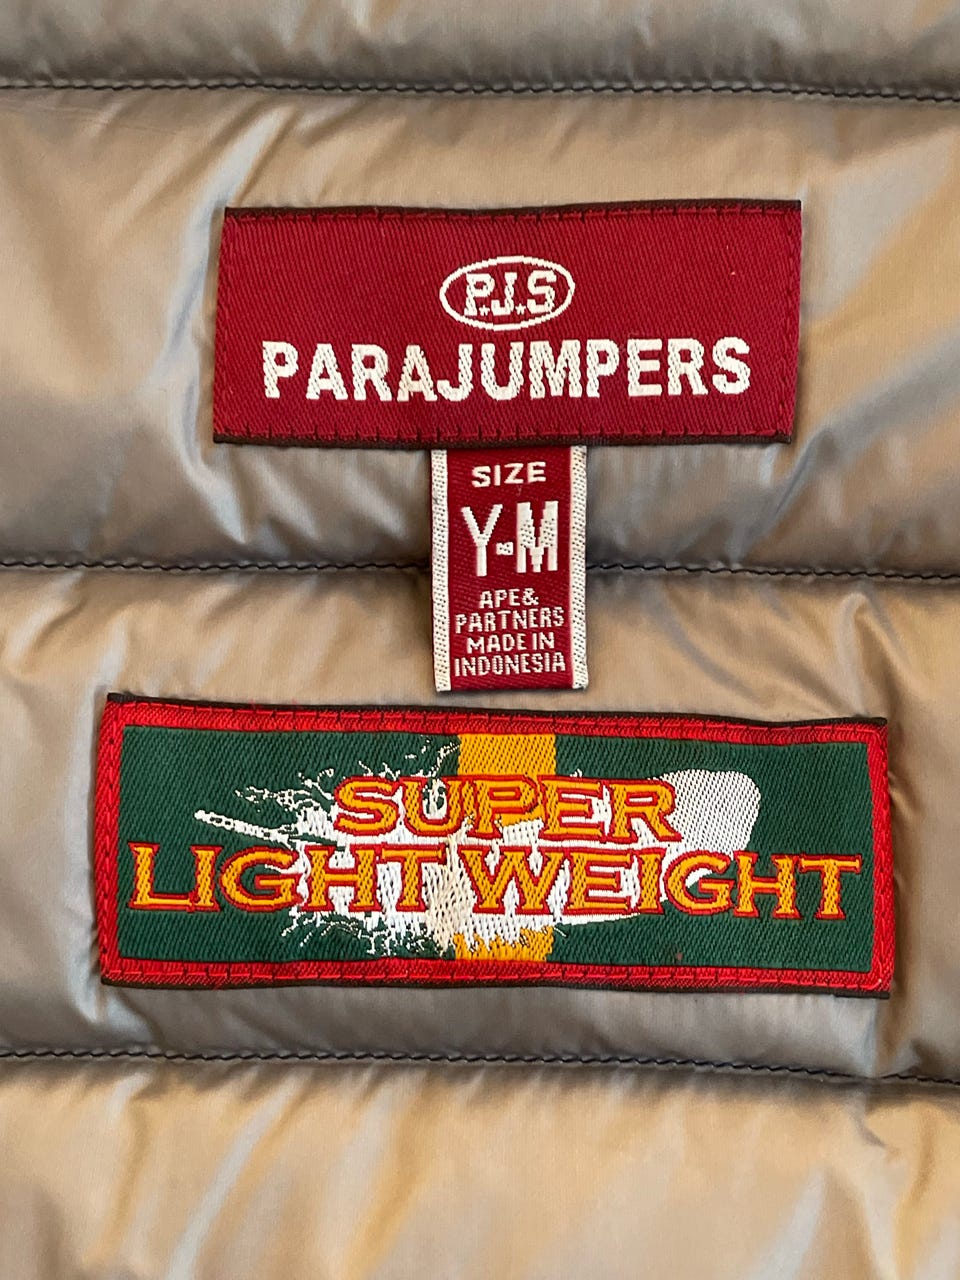 P.J.S
PARAJUMPERS
SIZE
Y-M
APE&
PARTNERS
MADE IN
INDONESIA
SUPER
LIGHT WEIGHT